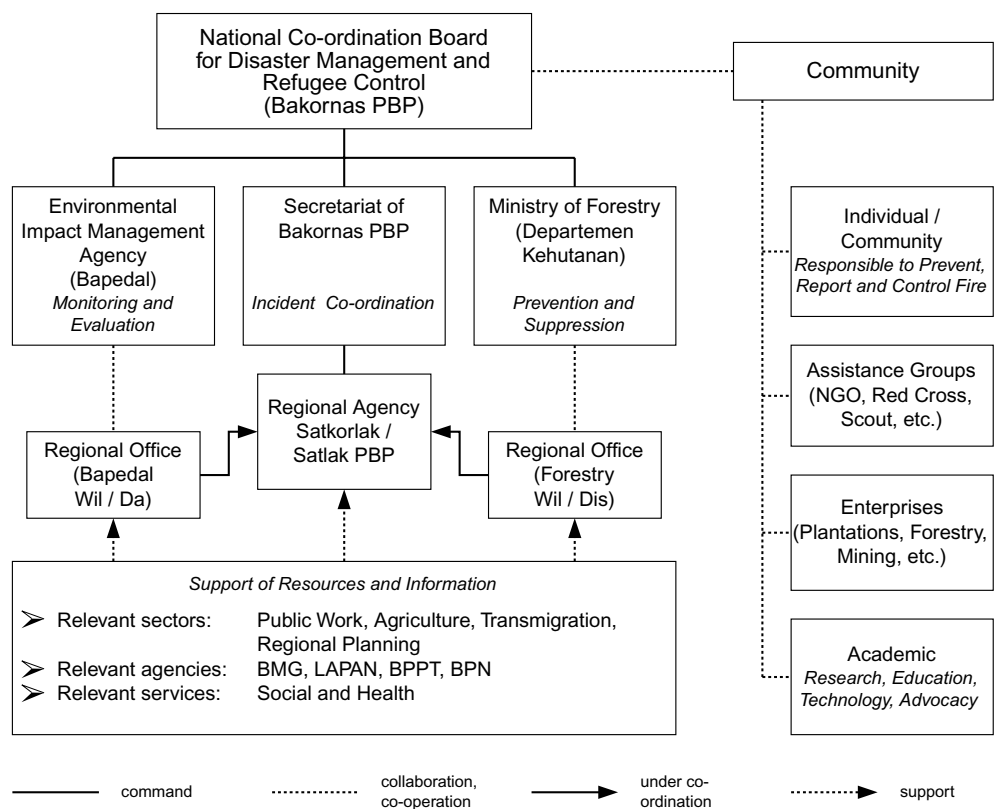 National Co-ordination Board
for Disaster Management and
Refugee Control
(Bakornas PBP)
Community
Environmental
Impact Management
Agency
(Bapedal)
Monitoring and
Evaluation
Secretariat of
Bakornas PBP
Incident Co-ordination
Ministry of Forestry
(Departemen
Kehutanan)
Prevention and
Suppression
Individual /
Community
Responsible to Prevent,
Report and Control Fire
Regional Office
(Bapedal
Wil / Da)
Regional Agency
Satkorlak /
Satlak PBP
Regional Office
(Forestry
Wil / Dis)
Assistance Groups
(NGO, Red Cross,
Scout, etc.)
Enterprises
(Plantations, Forestry,
Mining, etc.)
Support of Resources and Information
Relevant sectors: Public Work, Agriculture, Transmigration,
Regional Planning
Relevant agencies: BMG, LAPAN, BPPT, BPN
Relevant services: Social and Health
Academic
Research, Education,
Technology, Advocacy
command
collaboration,
co-operation
under co-
ordination
support